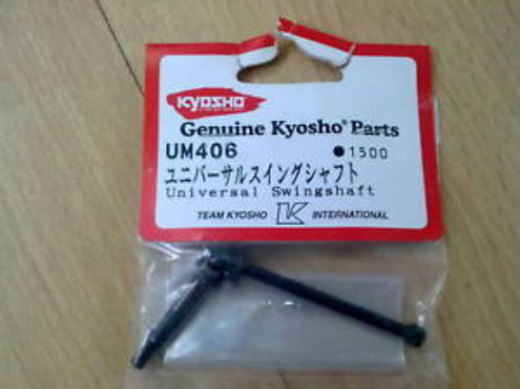 KYOSHO
Genuine Kyosho® Parts
UM406 ●1500
ユニバーサルスイングシャフト
Universal Swingshaft
TEAM KYOSHO K INTERNATIONAL